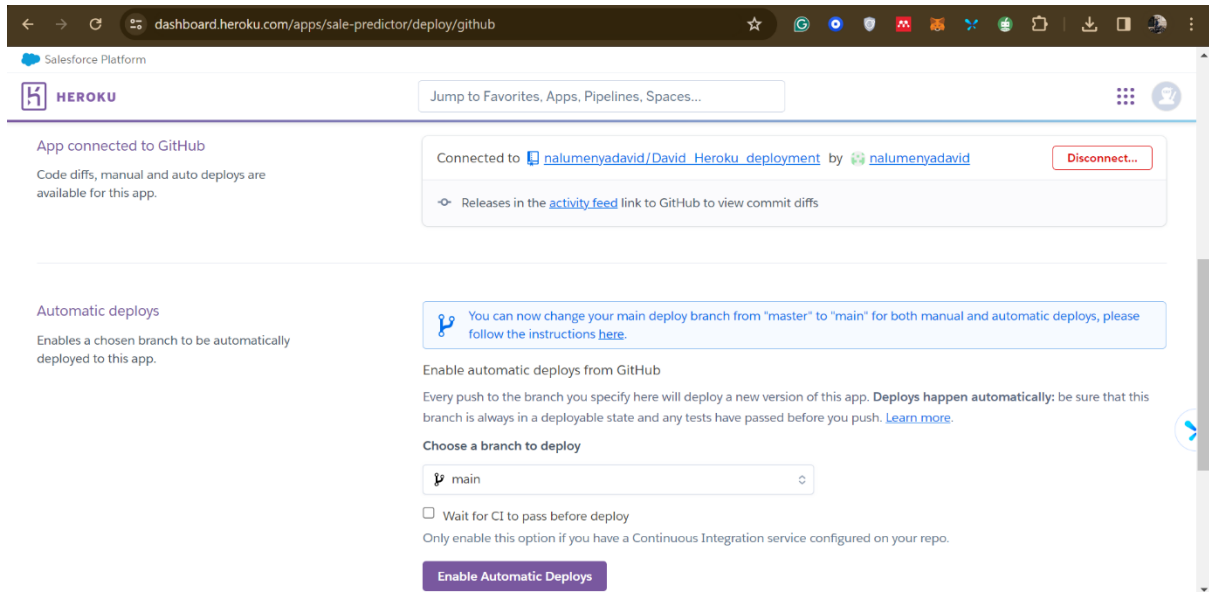 dashboard.heroku.com/apps/sale-predictor/deploy/github
Salesforce Platform
HEROKU
Jump to Favorites, Apps, Pipelines, Spaces...
App connected to GitHub
Code diffs, manual and auto deploys are
available for this app.
Connected to nalumenyadavid/David_Heroku_deployment by nalumenyadavid
Disconnect...
Releases in the activity feed link to GitHub to view commit diffs
Automatic deploys
Enables a chosen branch to be automatically
deployed to this app.
You can now change your main deploy branch from "master" to "main" for both manual and automatic deploys, please
follow the instructions here.
Enable automatic deploys from GitHub
Every push to the branch you specify here will deploy a new version of this app. Deploys happen automatically: be sure that this
branch is always in a deployable state and any tests have passed before you push. Learn more.
Choose a branch to deploy
main
Wait for CI to pass before deploy
Only enable this option if you have a Continuous Integration service configured on your repo.
Enable Automatic Deploys